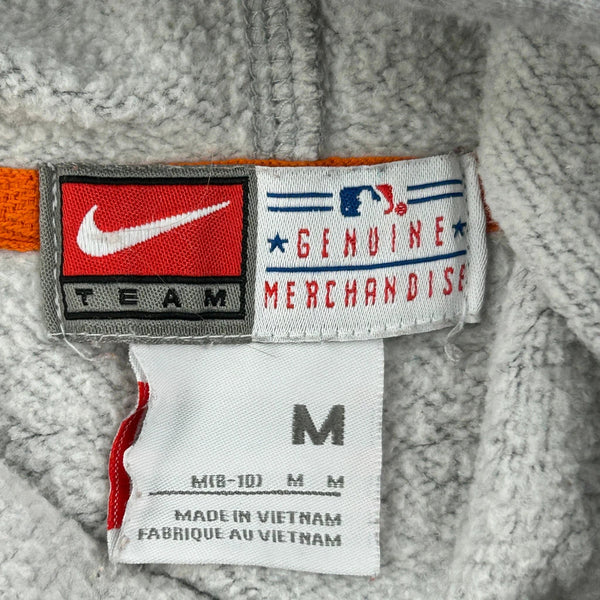 TEAM
GENUINE
MERCHANDISE
M
M(8-10) M M
MADE IN VIETNAM
FABRIQUE AU VIETNAM